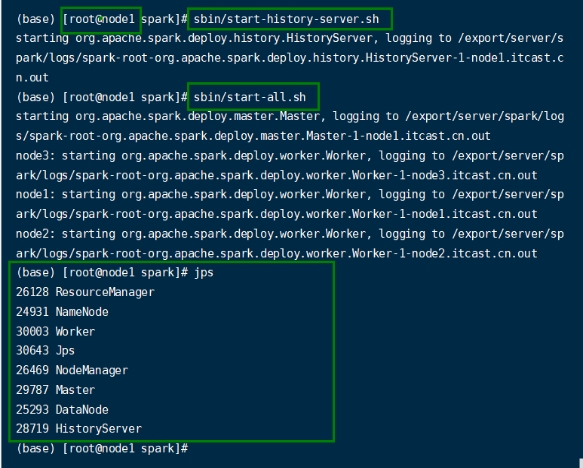 (base) [root@node1 spark]# sbin/start-history-server.sh
starting org.apache.spark.deploy.history.HistoryServer, logging to /export/server/s
park/logs/spark-root-org.apache.spark.deploy.history.HistoryServer-1-node1.itcast.c
n.out
(base) [root@node1 spark]# sbin/start-all.sh
starting org.apache.spark.deploy.master.Master, logging to /export/server/spark/log
s/spark-root-org.apache.spark.deploy.master.Master-1-node1.itcast.cn.out
node3: starting org.apache.spark.deploy.worker.Worker, logging to /export/server/sp
ark/logs/spark-root-org.apache.spark.deploy.worker.Worker-1-node3.itcast.cn.out
node1: starting org.apache.spark.deploy.worker.Worker, logging to /export/server/sp
ark/logs/spark-root-org.apache.spark.deploy.worker.Worker-1-node1.itcast.cn.out
node2: starting org.apache.spark.deploy.worker.Worker, logging to /export/server/sp
ark/logs/spark-root-org.apache.spark.deploy.worker.Worker-1-node2.itcast.cn.out
(base) [root@node1 spark]# jps
26128 ResourceManager
24931 NameNode
30003 Worker
30643 Jps
26469 NodeManager
29787 Master
25293 DataNode
28719 HistoryServer
(base) [root@node1 spark]#